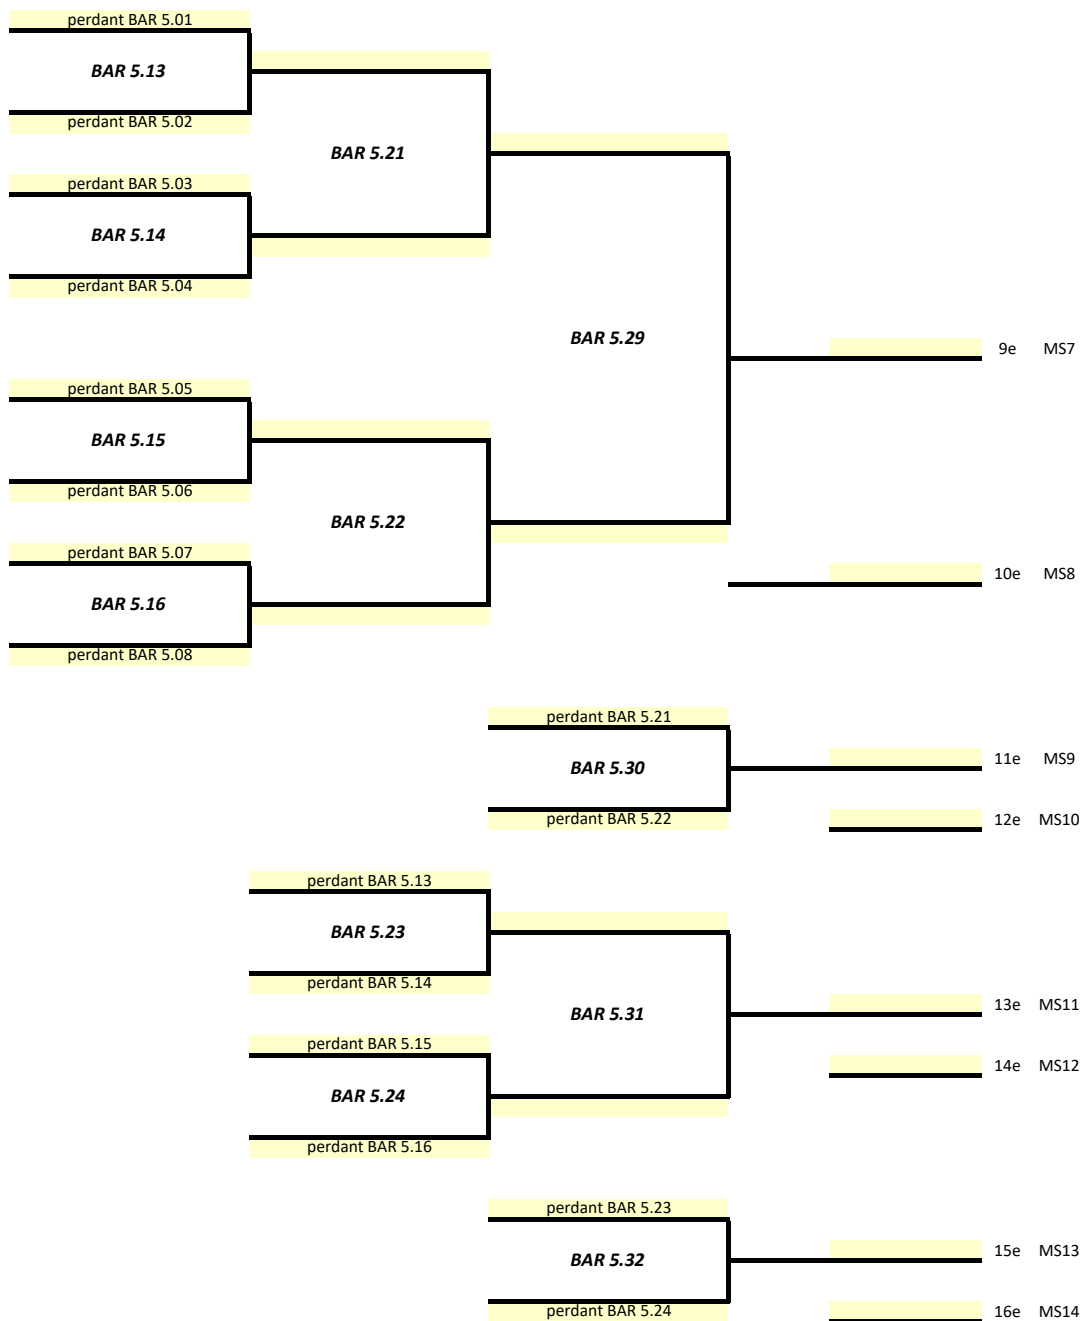 perdant BAR 5.01
BAR 5.13
perdant BAR 5.02
BAR 5.21
perdant BAR 5.03
BAR 5.14
perdant BAR 5.04
BAR 5.29
9e MS7
perdant BAR 5.05
BAR 5.15
perdant BAR 5.06
BAR 5.22
perdant BAR 5.07
10e MS8
BAR 5.16
perdant BAR 5.08
perdant BAR 5.21
11e MS9
BAR 5.30
perdant BAR 5.22
12e MS10
perdant BAR 5.13
BAR 5.23
perdant BAR 5.14
13e MS11
BAR 5.31
perdant BAR 5.15
14e MS12
BAR 5.24
perdant BAR 5.16
perdant BAR 5.23
15e MS13
BAR 5.32
perdant BAR 5.24
16e MS14